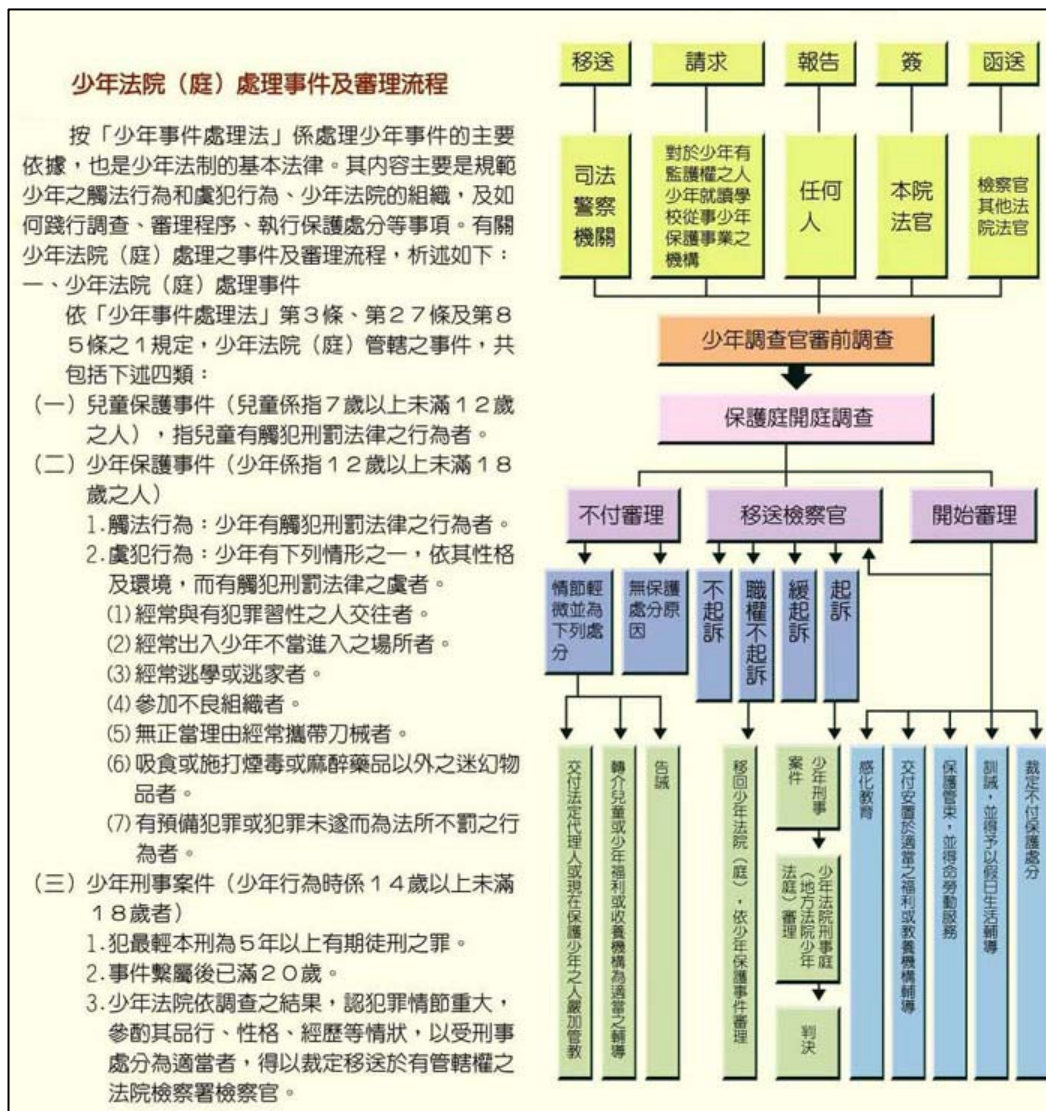 少年法院（庭）處理事件及審理流程
按「少年事件處理法」係處理少年事件的主要
依據，也是少年法制的基本法律。其內容主要是規範
少年之觸法行為和虞犯行為、少年法院的組織，及如
何踐行調查、審理程序、執行保護處分等事項。有關
少年法院（庭）處理之事件及審理流程，析述如下：
一、少年法院（庭）處理事件
依「少年事件處理法」第3條、第27條及第8
5條之1規定，少年法院（庭）管轄之事件，共
包括下述四類：
（一）兒童保護事件（兒童係指7歲以上未滿12歲
之人），指兒童有觸犯刑罰法律之行為者。
（二）少年保護事件（少年係指12歲以上未滿18
歲之人）
1.觸法行為：少年有觸犯刑罰法律之行為者。
2.虞犯行為：少年有下列情形之一，依其性格
及環境，而有觸犯刑罰法律之虞者。
⑴經常與有犯罪習性之人交往者。
⑵經常出入少年不當進入之場所者。
⑶經常逃學或逃家者。
⑷參加不良組織者。
⑸無正當理由經常攜帶刀械者。
⑹吸食或施打煙毒或麻醉藥品以外之迷幻物
品者。
⑺有預備犯罪或犯罪未遂而為法所不罰之行
為者。
（三）少年刑事案件（少年行為時係14歲以上未滿
18歲者）
1.犯最輕本刑為5年以上有期徒刑之罪。
2.事件繫屬後已滿20歲。
3.少年法院依調查之結果，認犯罪情節重大，
參酌其品行、性格、經歷等情狀，以受刑事
處分為適當者，得以裁定移送於有管轄權之
法院檢察署檢察官。
移送
請求
報告
簽
函送
司法
警察
機關
對於少年有
監護權之人
少年就讀學
校從事少年
保護事業之
機構
任何
人
本院
法官
檢察官
其他法
院法官
少年調查官審前調查
保護庭開庭調查
不付審理
移送檢察官
開始審理
情節輕
微並為
下列處
分
無保護
處分原
因
不起訴
職權不起訴
緩起訴
起訴
交付法定代理人或現在保護少年之人嚴加管教
轉介兒童或少年福利或收養機構為適當之輔導
告誡
移回少年法院（庭），依少年保護事件審理
少年刑事
案件
少年法院刑事庭
（地方法院少年
法庭）審理
判決
感化教育
交付安置於適當之福利或教養機構輔導
保護管束，並得命勞動服務
訓誡，並得予以假日生活輔導
裁定不付保護處分